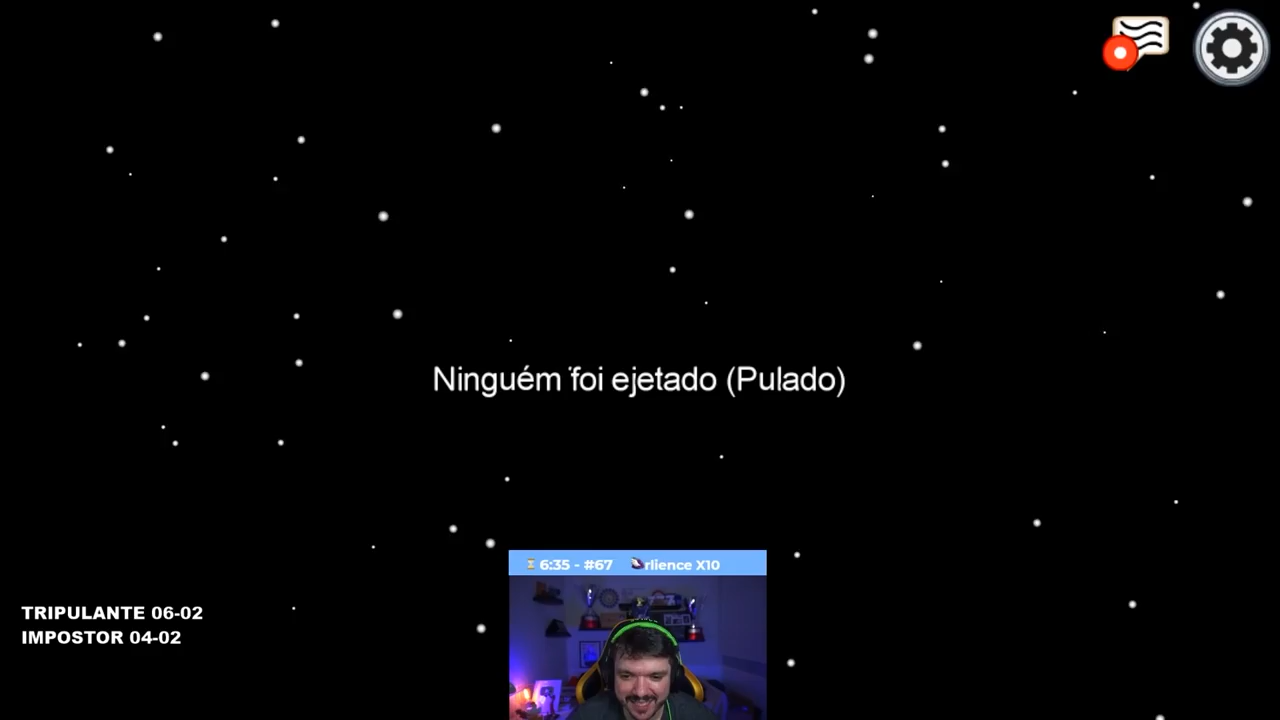 Ninguém foi ejetado (Pulado)
6:35 - #67
rlience X10
TRIPULANTE 06-02
IMPOSTOR 04-02